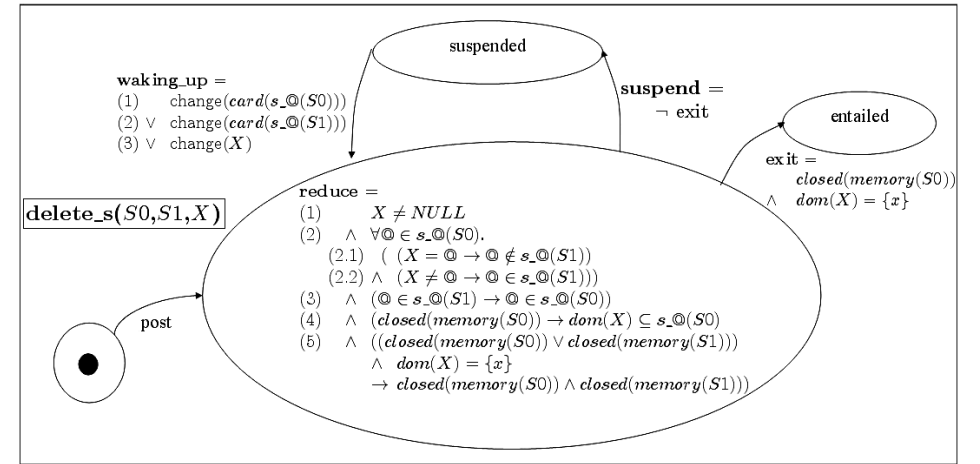 suspended
waking_up =
(1) change(card(s_@(S0)))
(2) ∨ change(card(s_@(S1)))
(3) ∨ change(X)
suspend =
¬ exit
entailed
exit =
closed(memory(S0))
∧ dom(X) = {x}
delete_s(S0,S1,X)
reduce =
(1) X ≠ NULL
(2) ∧ ∀@ ∈ s_@(S0).
(2.1) ( (X = @ → @ ∉ s_@(S1))
(2.2) ∧ (X ≠ @ → @ ∈ s_@(S1)))
(3) ∧ (@ ∈ s_@(S1) → @ ∈ s_@(S0))
(4) ∧ (closed(memory(S0)) → dom(X) ⊆ s_@(S0)
(5) ∧ ((closed(memory(S0)) ∨ closed(memory(S1)))
∧ dom(X) = {x}
→ closed(memory(S0)) ∧ closed(memory(S1)))
post